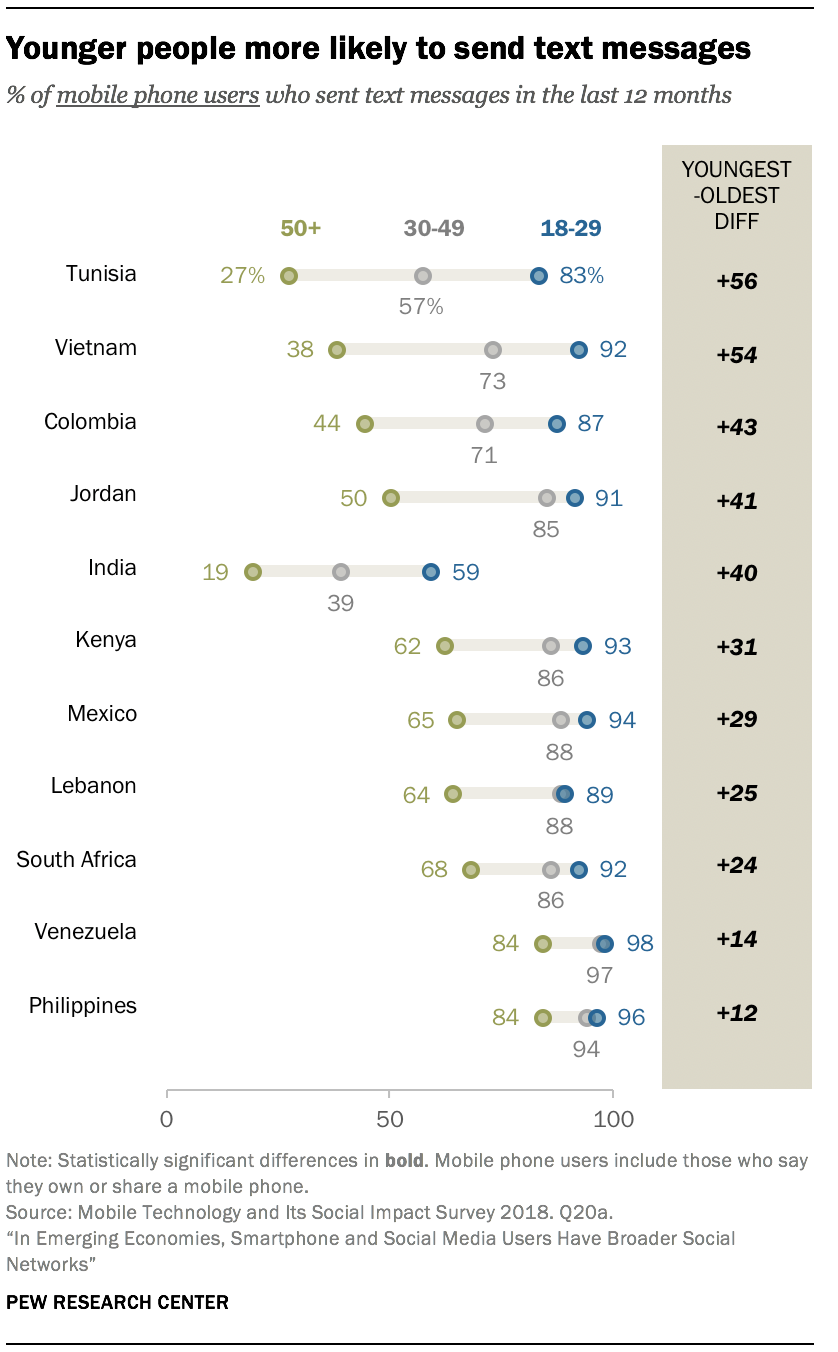 Younger people more likely to send text messages
% of mobile phone users who sent text messages in the last 12 months
YOUNGEST
-OLDEST
DIFF
50+ 30-49 18-29
Tunisia 27% 83% +56
57%
Vietnam 38 92 +54
73
Colombia 44 87 +43
71
Jordan 50 91 +41
85
India 19 59 +40
39
Kenya 62 93 +31
86
Mexico 65 94 +29
88
Lebanon 64 89 +25
88
South Africa 68 92 +24
86
Venezuela 84 98 +14
97
Philippines 84 96 +12
94
0 50 100
Note: Statistically significant differences in bold. Mobile phone users include those who say
they own or share a mobile phone.
Source: Mobile Technology and Its Social Impact Survey 2018. Q20a.
“In Emerging Economies, Smartphone and Social Media Users Have Broader Social
Networks”
PEW RESEARCH CENTER